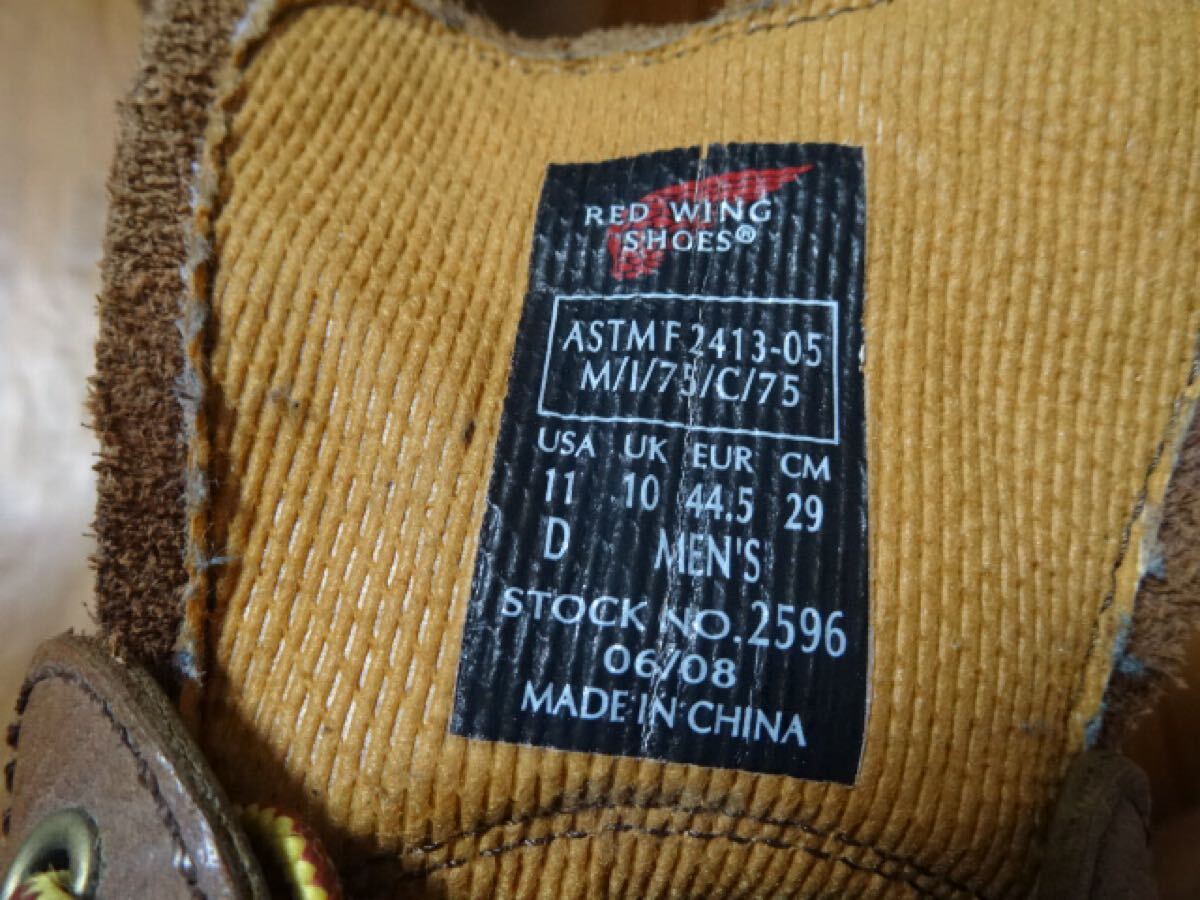 RED WING
SHOES®
ASTM F 2413-05
M/I/75/C/75
USA UK EUR CM
11 10 44.5 29
D MEN'S
STOCK NO. 2596
06/08
MADE IN CHINA